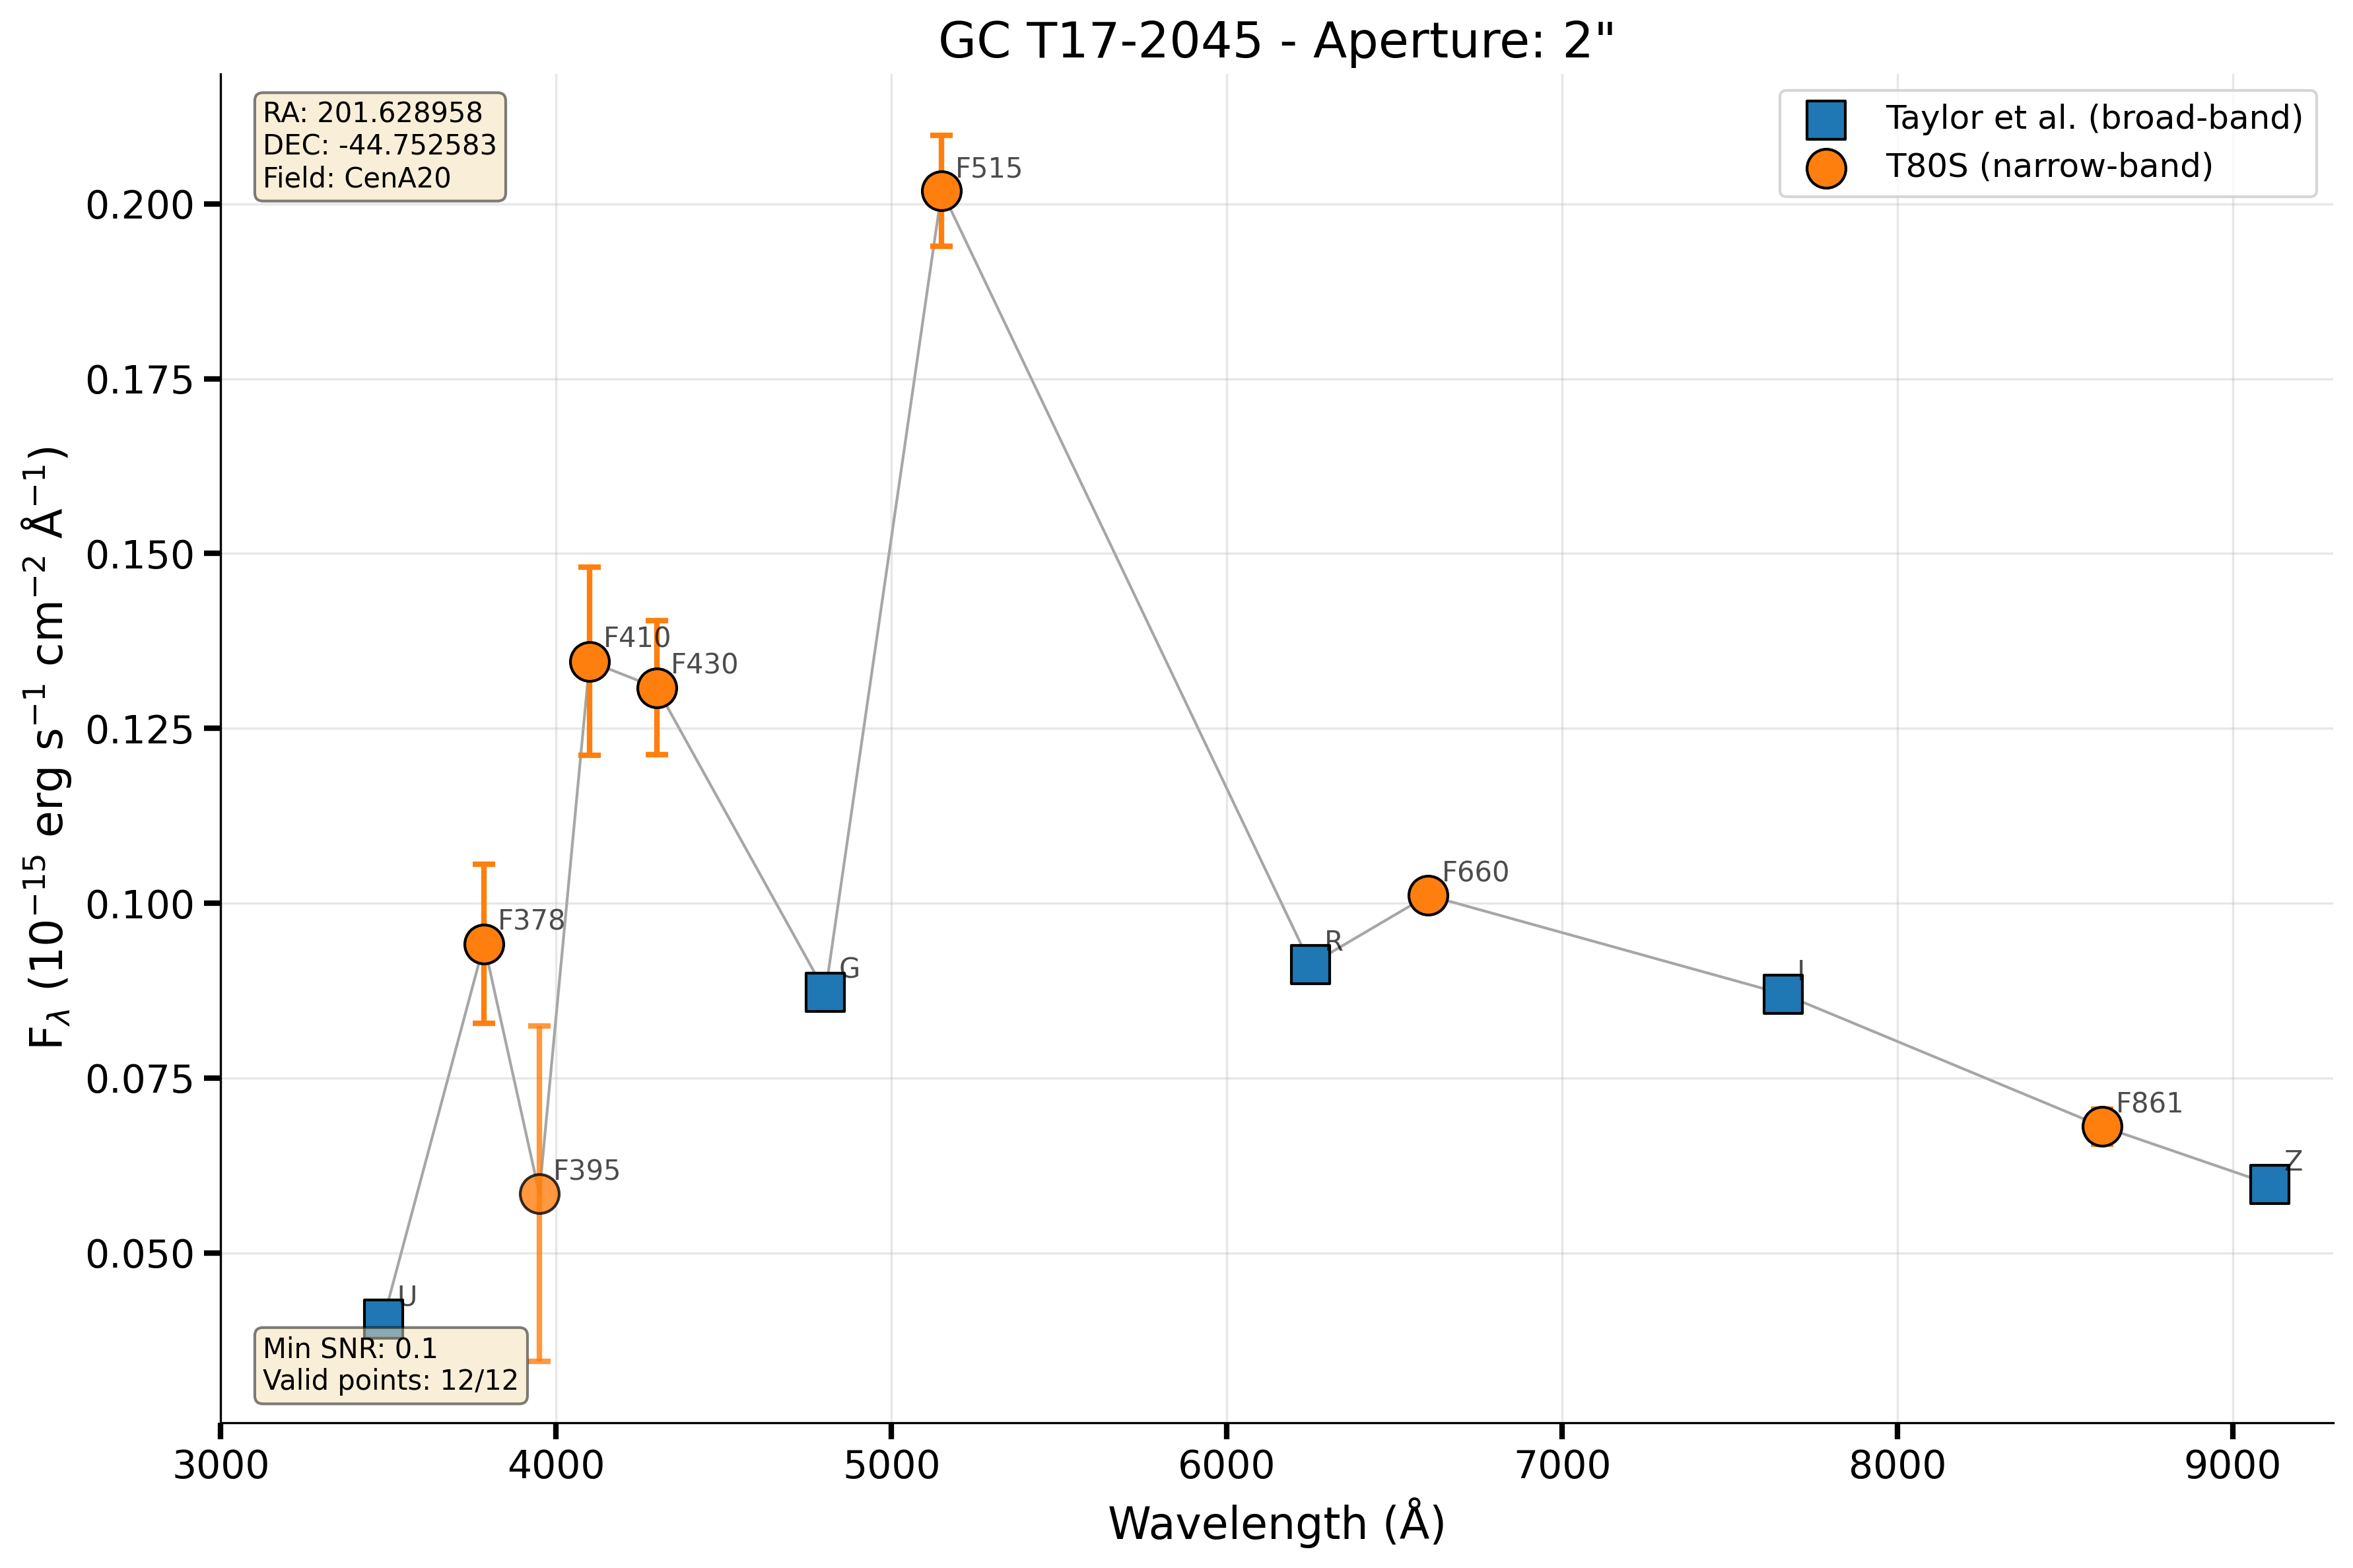 GC T17-2045 - Aperture: 2"
RA: 201.628958
DEC: -44.752583
Field: CenA20
Taylor et al. (broad-band)
T80S (narrow-band)
F515
0.200
0.175
0.150
F410
F430
0.125
F378
0.100
G
R
F660
I
0.075
F395
F861
Z
0.050
U
Min SNR: 0.1
Valid points: 12/12
F_λ (10⁻¹⁵ erg s⁻¹ cm⁻² Å⁻¹)
3000 4000 5000 6000 7000 8000 9000
Wavelength (Å)